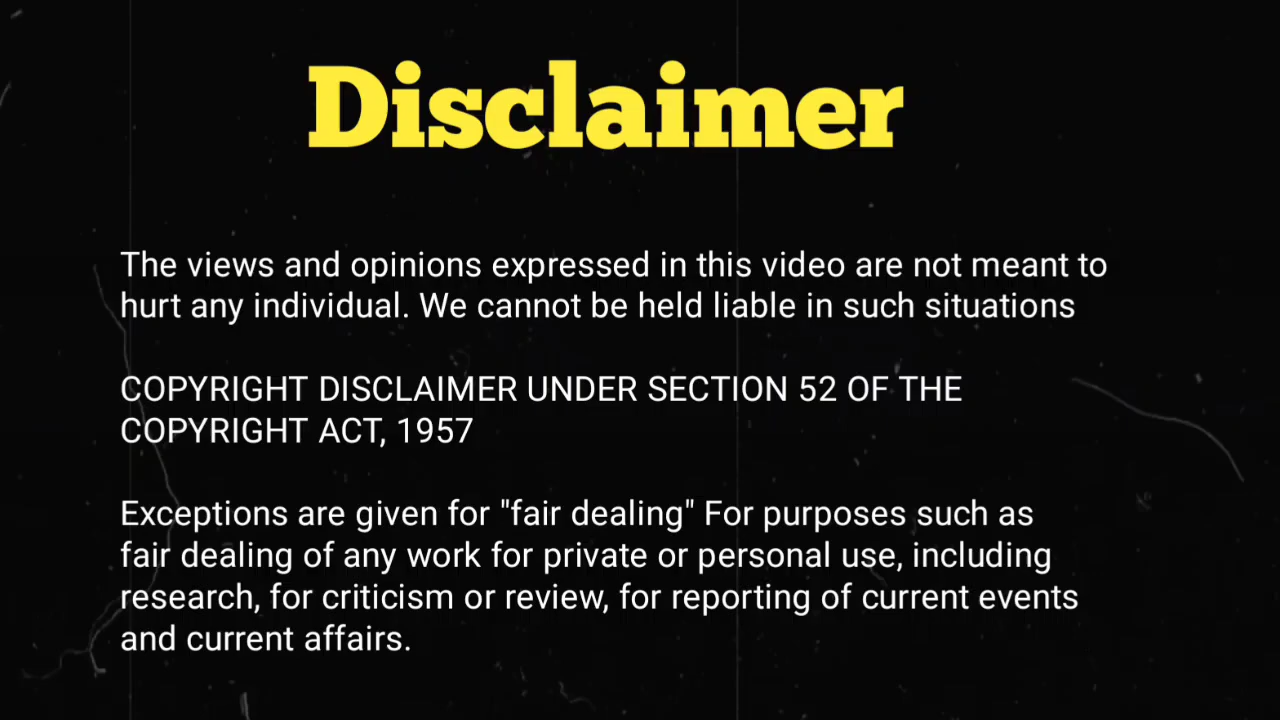 Disclaimer
The views and opinions expressed in this video are not meant to
hurt any individual. We cannot be held liable in such situations
COPYRIGHT DISCLAIMER UNDER SECTION 52 OF THE
COPYRIGHT ACT, 1957
Exceptions are given for "fair dealing" For purposes such as
fair dealing of any work for private or personal use, including
research, for criticism or review, for reporting of current events
and current affairs.